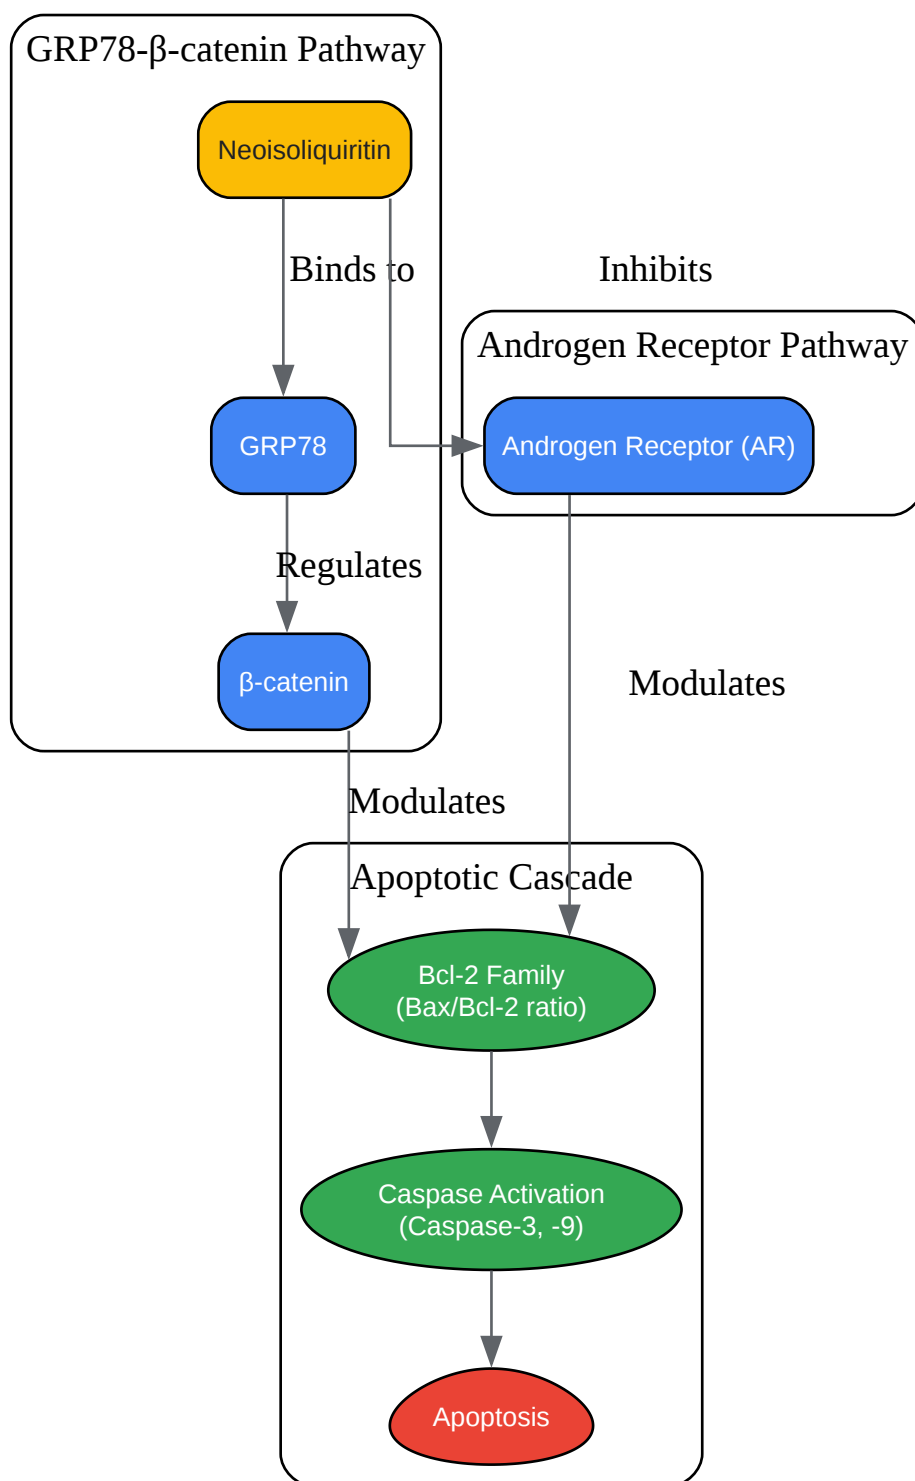 GRP78-β-catenin Pathway
Neoisoliquiritin
Binds to
Inhibits
Androgen Receptor Pathway
GRP78
Androgen Receptor (AR)
Regulates
β-catenin
Modulates
Modulates
Apoptotic Cascade
Bcl-2 Family
(Bax/Bcl-2 ratio)
Caspase Activation
(Caspase-3, -9)
Apoptosis